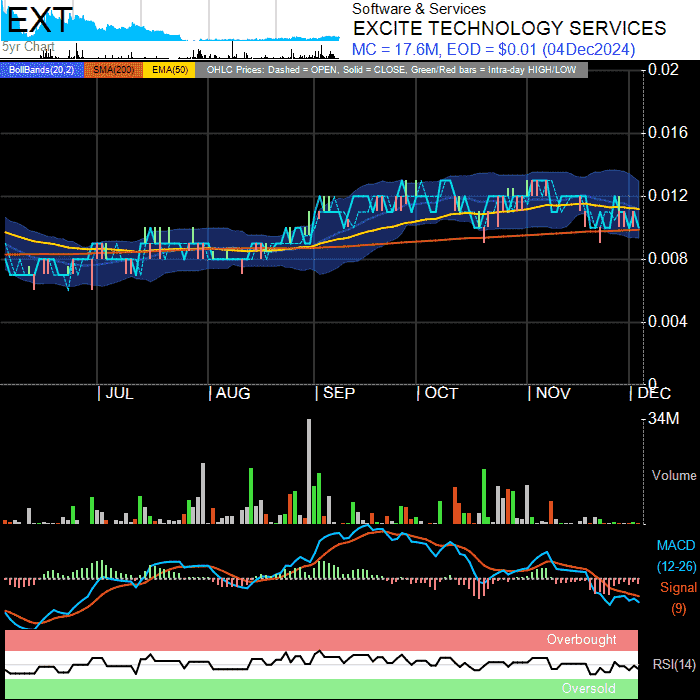 EXT
5yr Chart
Software & Services
EXCITE TECHNOLOGY SERVICES
MC = 17.6M, EOD = $0.01 (04Dec2024)
BollBands(20,2) SMA(200) EMA(50) OHLC Prices: Dashed = OPEN, Solid = CLOSE, Green/Red bars = Intra-day HIGH/LOW
0.02
0.016
0.012
0.008
0.004
0
JUL AUG SEP OCT NOV DEC
34M
Volume
MACD
(12-26)
Signal
(9)
Overbought
RSI(14)
Oversold